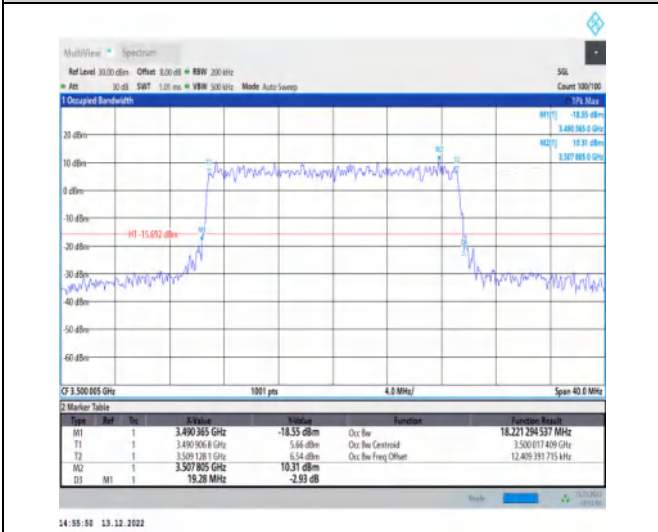 MultiView Spectrum
Ref Level 30.00 dBm Offset 8.00 dB RBW 200 kHz SGL
Att 30 dB SWT 1.01 ms VBW 500 kHz Mode Auto Sweep Count 100/100
1 Occupied Bandwidth 1Pk Max
M1[1] -18.55 dBm
3.490 365 0 GHz
20 dBm M2[1] 10.31 dBm
3.507 805 0 GHz
M2
T1 T2
10 dBm
0 dBm
-10 dBm
H1 -15.692 dBm M1
-20 dBm
-30 dBm
-40 dBm
-50 dBm
-60 dBm
CF 3.500 005 GHz 1001 pts 4.0 MHz/ Span 40.0 MHz
2 Marker Table
Type Ref Trc X-Value Y-Value Function Function Result
M1 1 3.490 365 GHz -18.55 dBm Occ Bw 18.221 294 537 MHz
T1 1 3.490 906 8 GHz 5.66 dBm Occ Bw Centroid 3.500 017 409 GHz
T2 1 3.509 128 1 GHz 6.54 dBm Occ Bw Freq Offset 12.409 391 715 kHz
M2 1 3.507 805 GHz 10.31 dBm
D3 M1 1 19.28 MHz -2.93 dB
Ready
14:55:50 13.12.2022